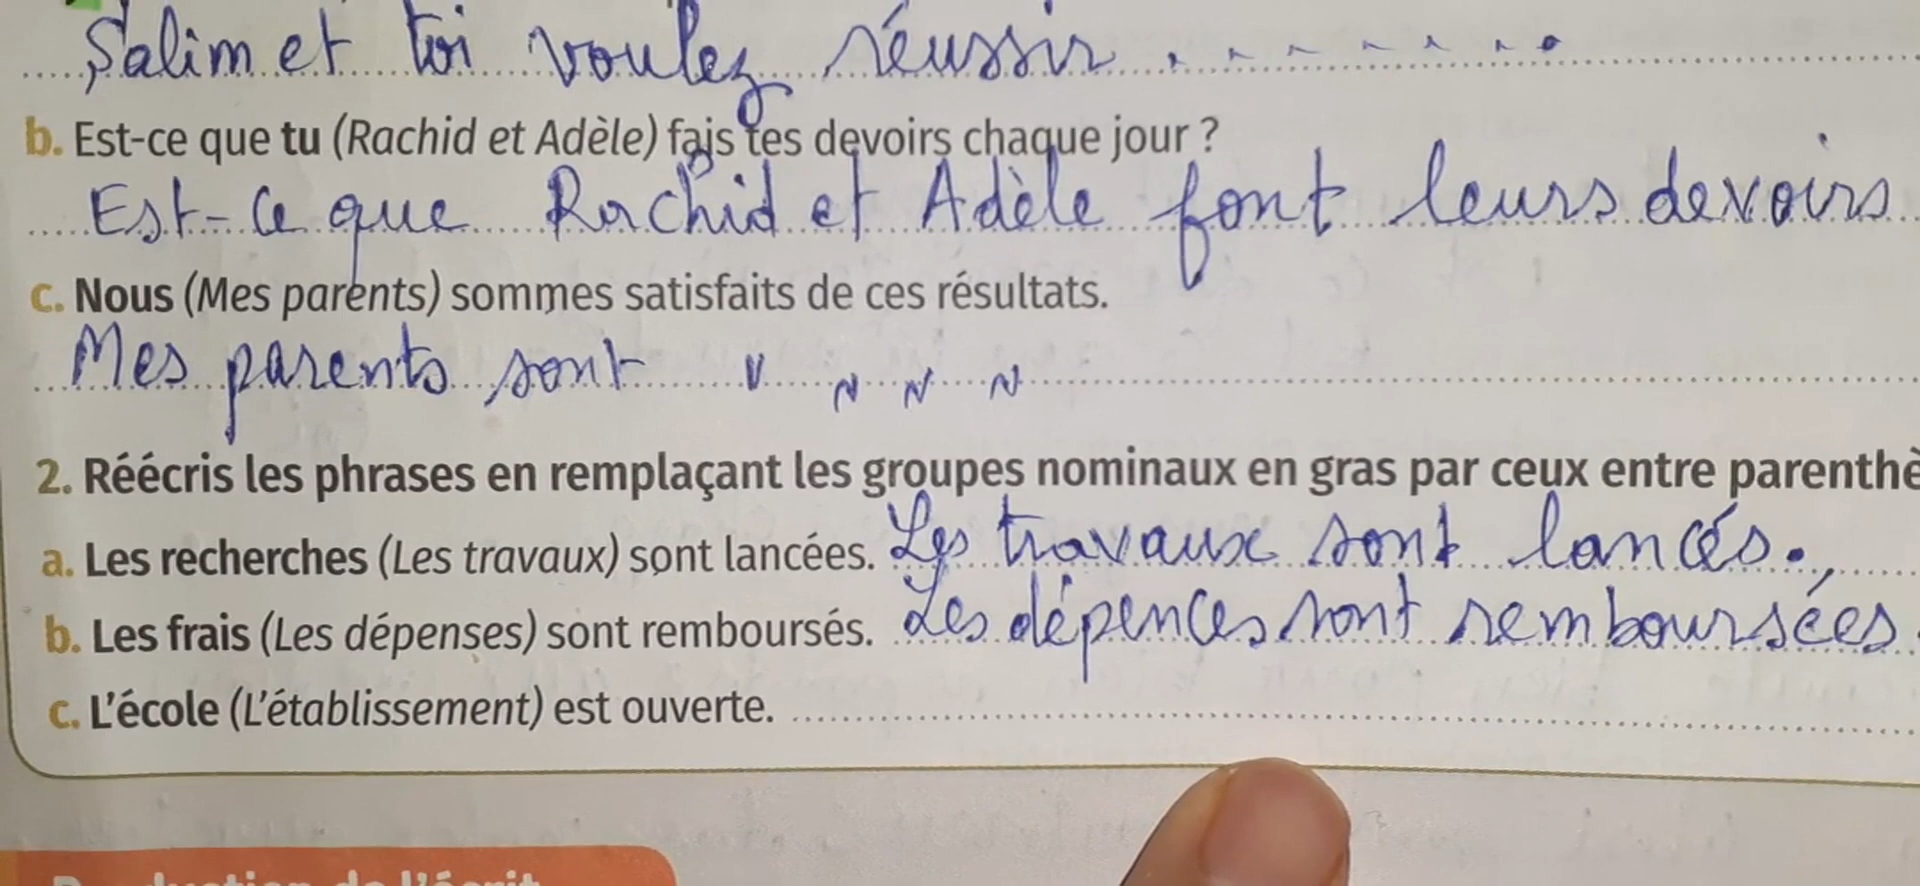 Salim et toi voulez réussir
b. Est-ce que tu (Rachid et Adèle) fais tes devoirs chaque jour ?
Est-ce que Rachid et Adèle font leurs devoirs
c. Nous (Mes parents) sommes satisfaits de ces résultats.
Mes parents sont
2. Réécris les phrases en remplaçant les groupes nominaux en gras par ceux entre parenthè
a. Les recherches (Les travaux) sont lancées. Les travaux sont lancés.
b. Les frais (Les dépenses) sont remboursés. Les dépences sont remboursées.
c. L'école (L'établissement) est ouverte.